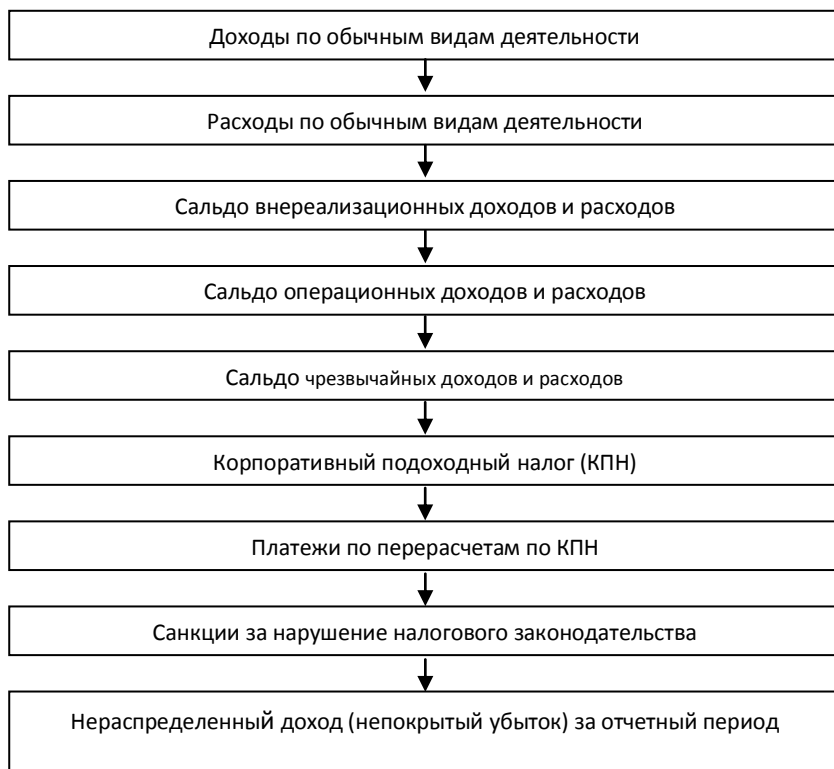 Доходы по обычным видам деятельности
Расходы по обычным видам деятельности
Сальдо внереализационных доходов и расходов
Сальдо операционных доходов и расходов
Сальдо чрезвычайных доходов и расходов
Корпоративный подоходный налог (КПН)
Платежи по перерасчетам по КПН
Санкции за нарушение налогового законодательства
Нераспределенный доход (непокрытый убыток) за отчетный период